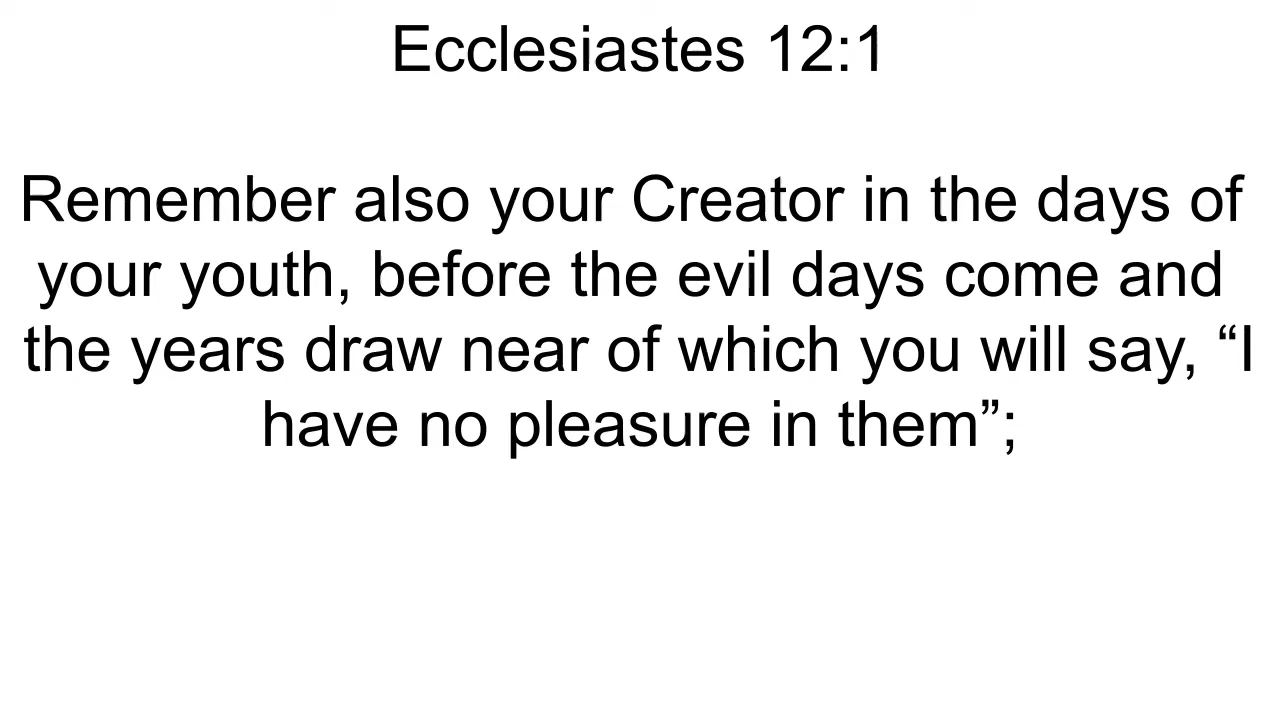 Ecclesiastes 12:1
Remember also your Creator in the days of
your youth, before the evil days come and
the years draw near of which you will say, “I
have no pleasure in them”;